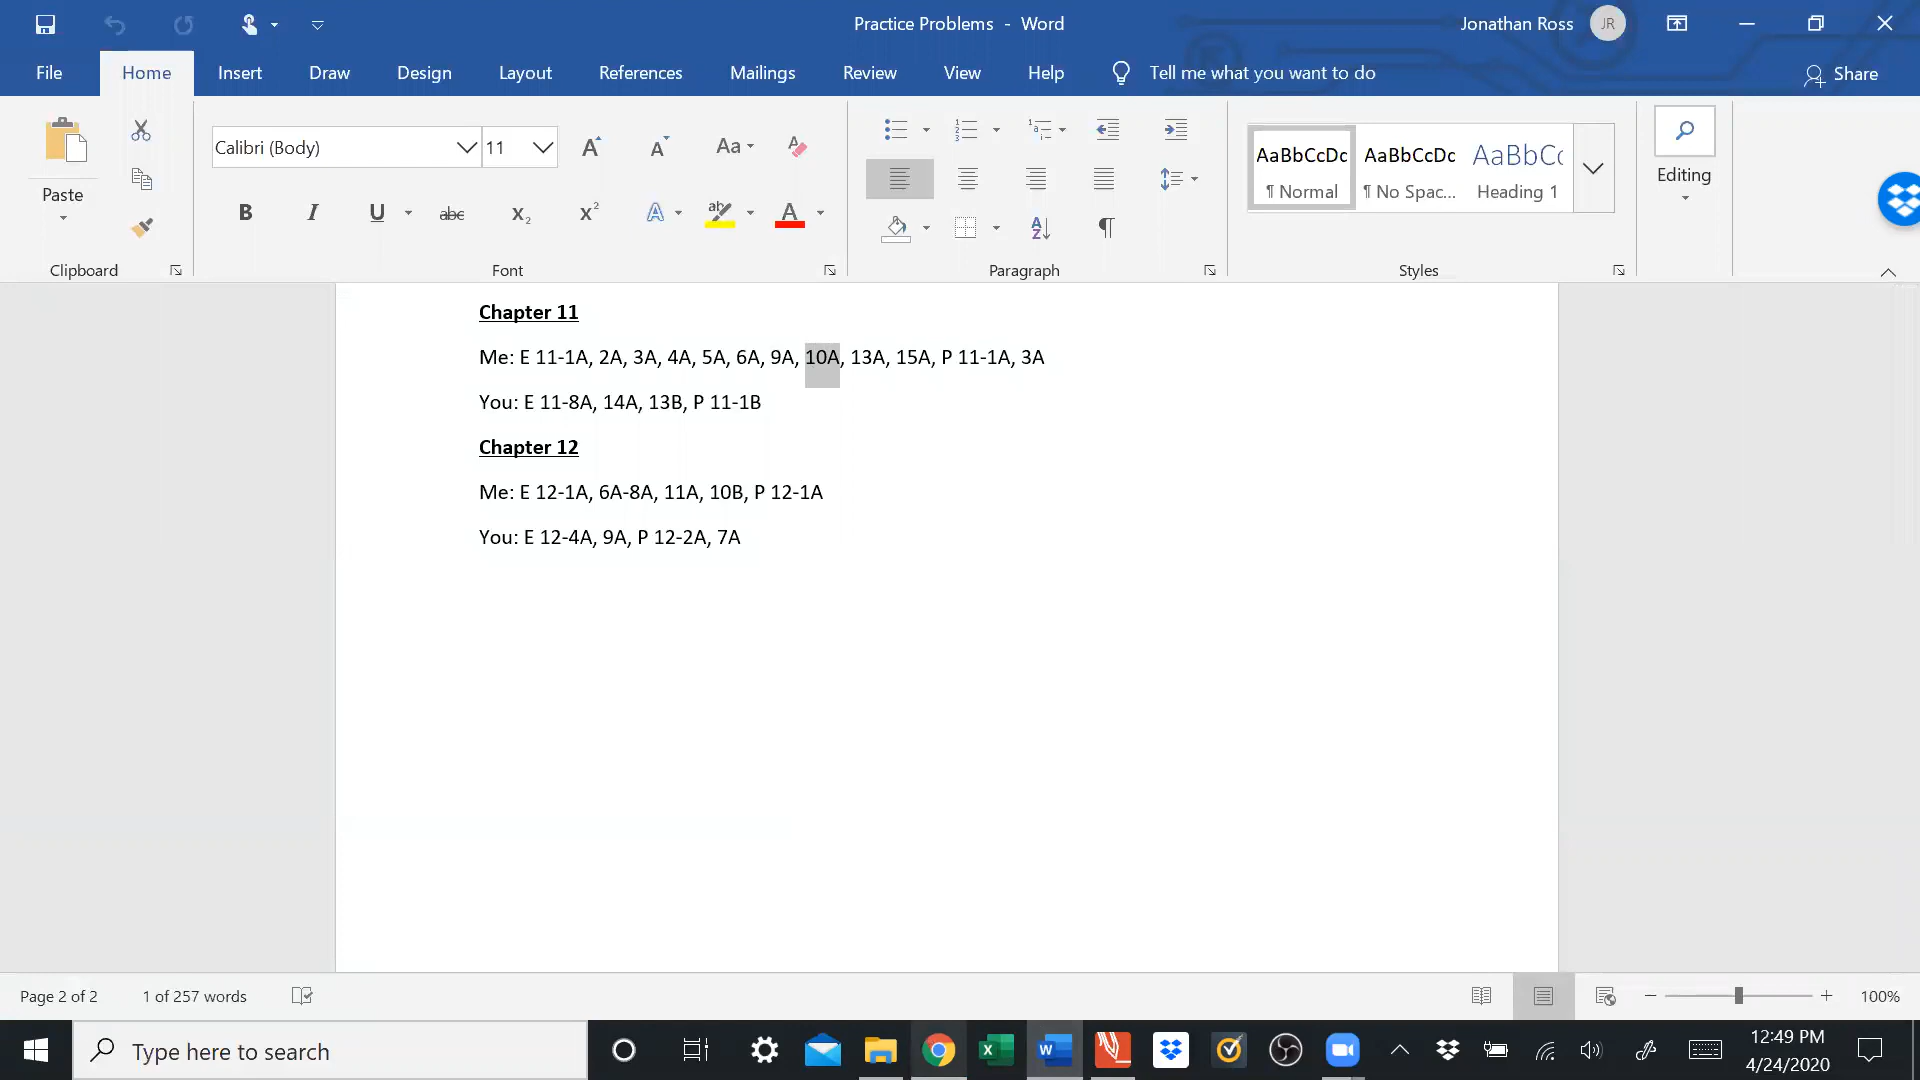 Practice Problems - Word
Jonathan Ross JR
File Home Insert Draw Design Layout References Mailings Review View Help Tell me what you want to do Share
Paste
Clipboard
Calibri (Body) 11
Font
Paragraph
AaBbCcDc AaBbCcDc AaBbCc
¶ Normal ¶ No Spac... Heading 1
Styles
Editing
Chapter 11
Me: E 11-1A, 2A, 3A, 4A, 5A, 6A, 9A, 10A, 13A, 15A, P 11-1A, 3A
You: E 11-8A, 14A, 13B, P 11-1B
Chapter 12
Me: E 12-1A, 6A-8A, 11A, 10B, P 12-1A
You: E 12-4A, 9A, P 12-2A, 7A
Page 2 of 2 1 of 257 words 100%
Type here to search
12:49 PM
4/24/2020